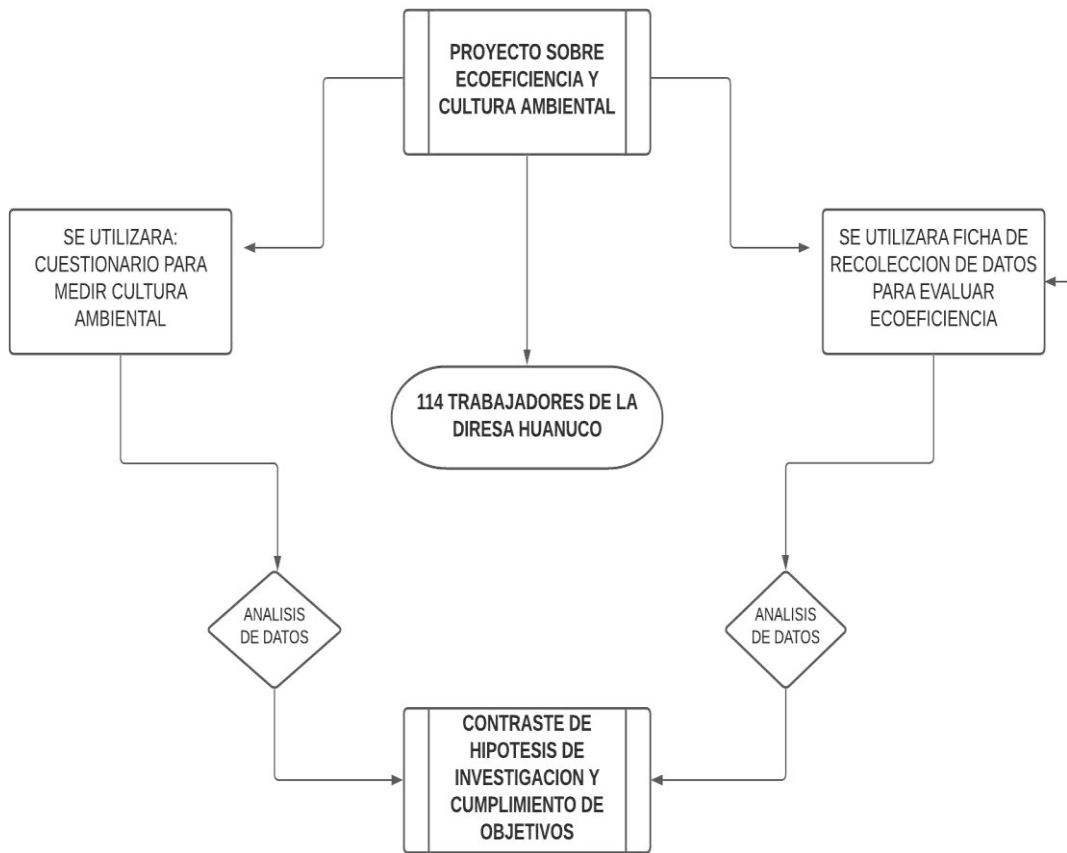 PROYECTO SOBRE
ECOEFICIENCIA Y
CULTURA AMBIENTAL
SE UTILIZARA:
CUESTIONARIO PARA
MEDIR CULTURA
AMBIENTAL
SE UTILIZARA FICHA DE
RECOLECCION DE DATOS
PARA EVALUAR
ECOEFICIENCIA
114 TRABAJADORES DE LA
DIRESA HUANUCO
ANALISIS
DE DATOS
ANALISIS
DE DATOS
CONTRASTE DE
HIPOTESIS DE
INVESTIGACION Y
CUMPLIMIENTO DE
OBJETIVOS